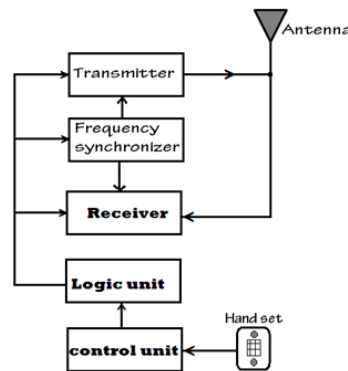 Antenna
Transmitter
Frequency
synchronizer
Receiver
Logic unit
Hand set
control unit